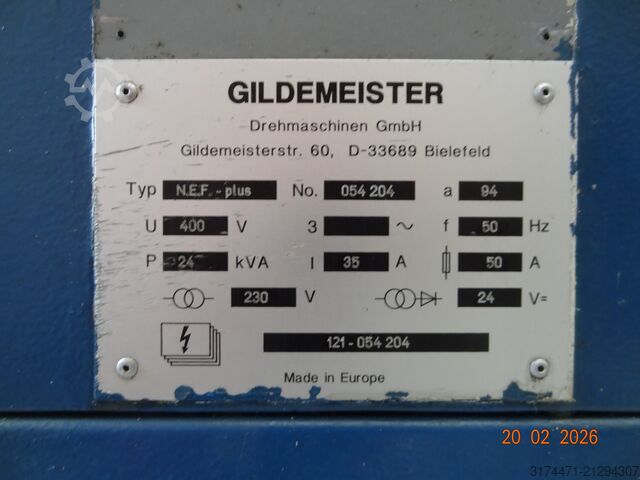 GILDEMEISTER
Drehmaschinen GmbH
Gildemeisterstr. 60, D-33689 Bielefeld
Typ N.E.F. - plus No. 054 204 a 94
U 400 V 3 ~ f 50 Hz
P 24 kVA I 35 A 50 A
230 V 24 V=
121-054 204
Made in Europe
20 02 2026
3174471-21294307